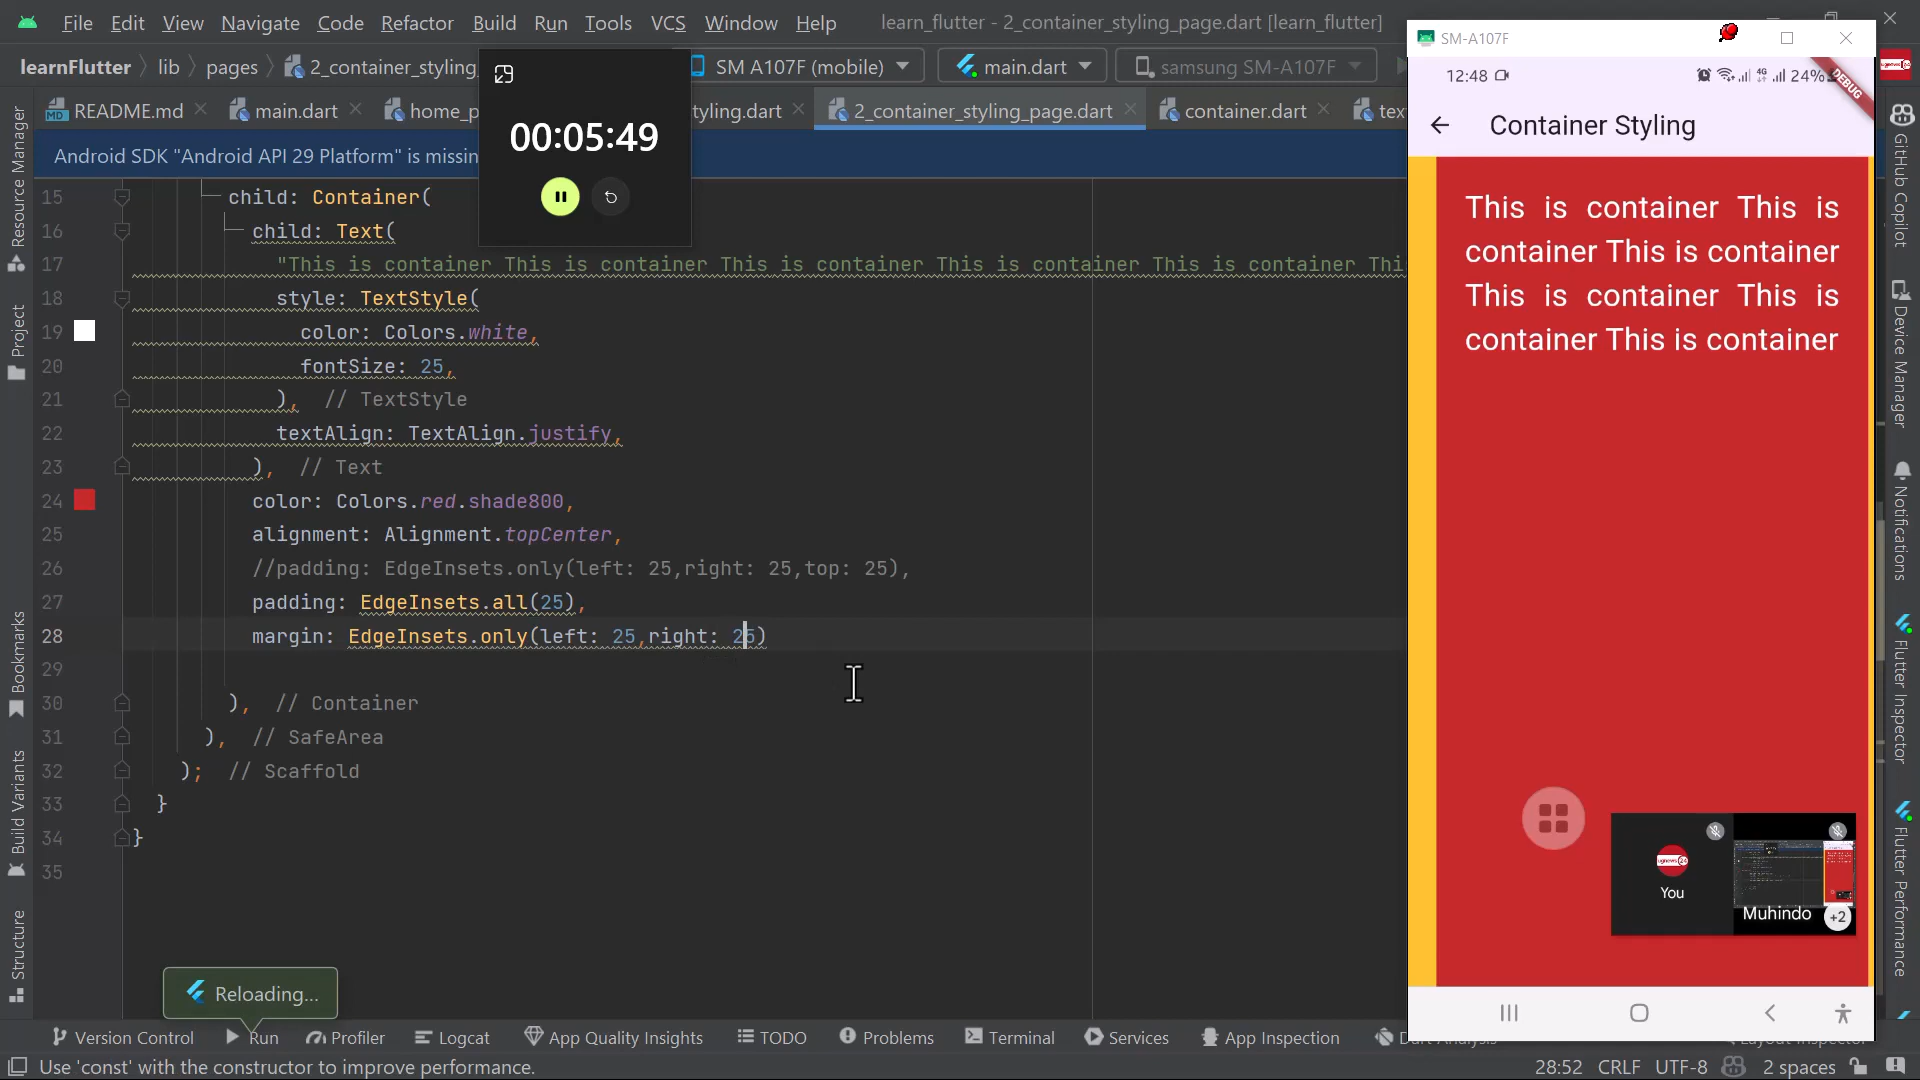 File Edit View Navigate Code Refactor Build Run Tools VCS Window Help learn_flutter - 2_container_styling_page.dart [learn_flutter]
learnFlutter lib pages 2_container_styling SM A107F (mobile) main.dart samsung SM-A107F
README.md main.dart home_p tyling.dart 2_container_styling_page.dart container.dart tex
Android SDK "Android API 29 Platform" is missin
00:05:49
15 child: Container(
16 child: Text(
17 "This is container This is container This is container This is container This is container Thi
18 style: TextStyle(
19 color: Colors.white,
20 fontSize: 25,
21 ), // TextStyle
22 textAlign: TextAlign.justify,
23 ), // Text
24 color: Colors.red.shade800,
25 alignment: Alignment.topCenter,
26 //padding: EdgeInsets.only(left: 25,right: 25,top: 25),
27 padding: EdgeInsets.all(25),
28 margin: EdgeInsets.only(left: 25,right: 25)
29
30 ), // Container
31 ), // SafeArea
32 ); // Scaffold
33 }
34 }
35
Resource Manager
Project
Bookmarks
Build Variants
Structure
SM-A107F
12:48 4G 24%
DEBUG
Container Styling
This is container This is
container This is container
This is container This is
container This is container
You
Muhindo
+2
ugnews24
GitHub Copilot
Device Manager
Notifications
Flutter Inspector
Flutter Performance
Reloading...
Version Control Run Profiler Logcat App Quality Insights TODO Problems Terminal Services App Inspection Dart Analysis Layout Inspector
Use 'const' with the constructor to improve performance. 28:52 CRLF UTF-8 2 spaces